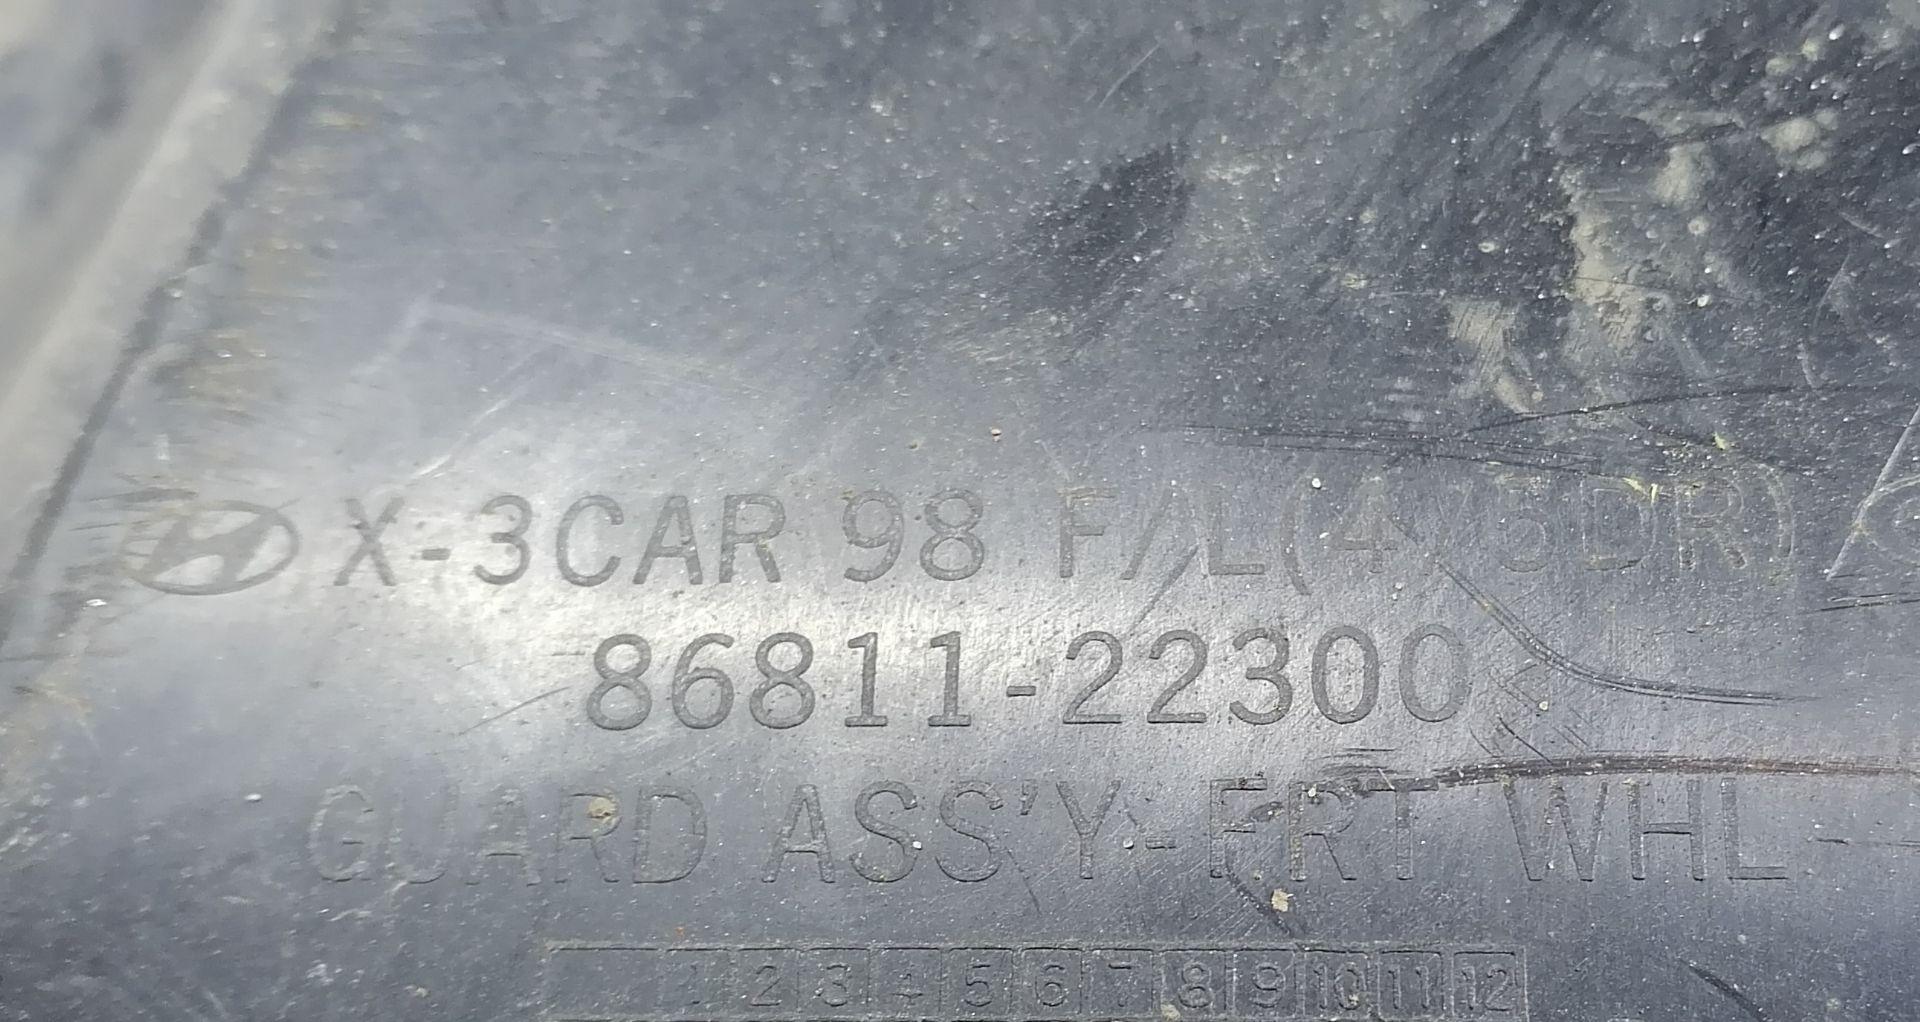 X-3CAR 98 F/L(4/5DR)
86811-22300
GUARD ASS'Y-FRT WHL-
1 2 3 4 5 6 7 8 9 10 11 12